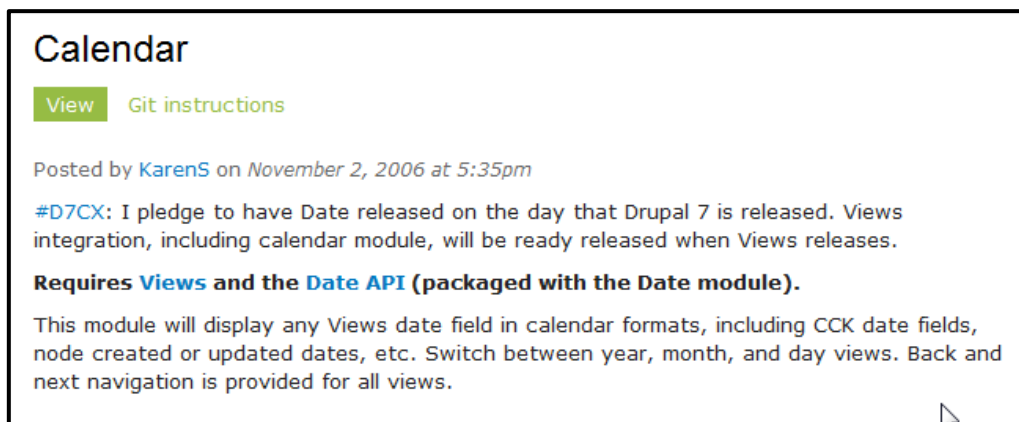 Calendar
View Git instructions
Posted by KarenS on November 2, 2006 at 5:35pm
#D7CX: I pledge to have Date released on the day that Drupal 7 is released. Views
integration, including calendar module, will be ready released when Views releases.
Requires Views and the Date API (packaged with the Date module).
This module will display any Views date field in calendar formats, including CCK date fields,
node created or updated dates, etc. Switch between year, month, and day views. Back and
next navigation is provided for all views.